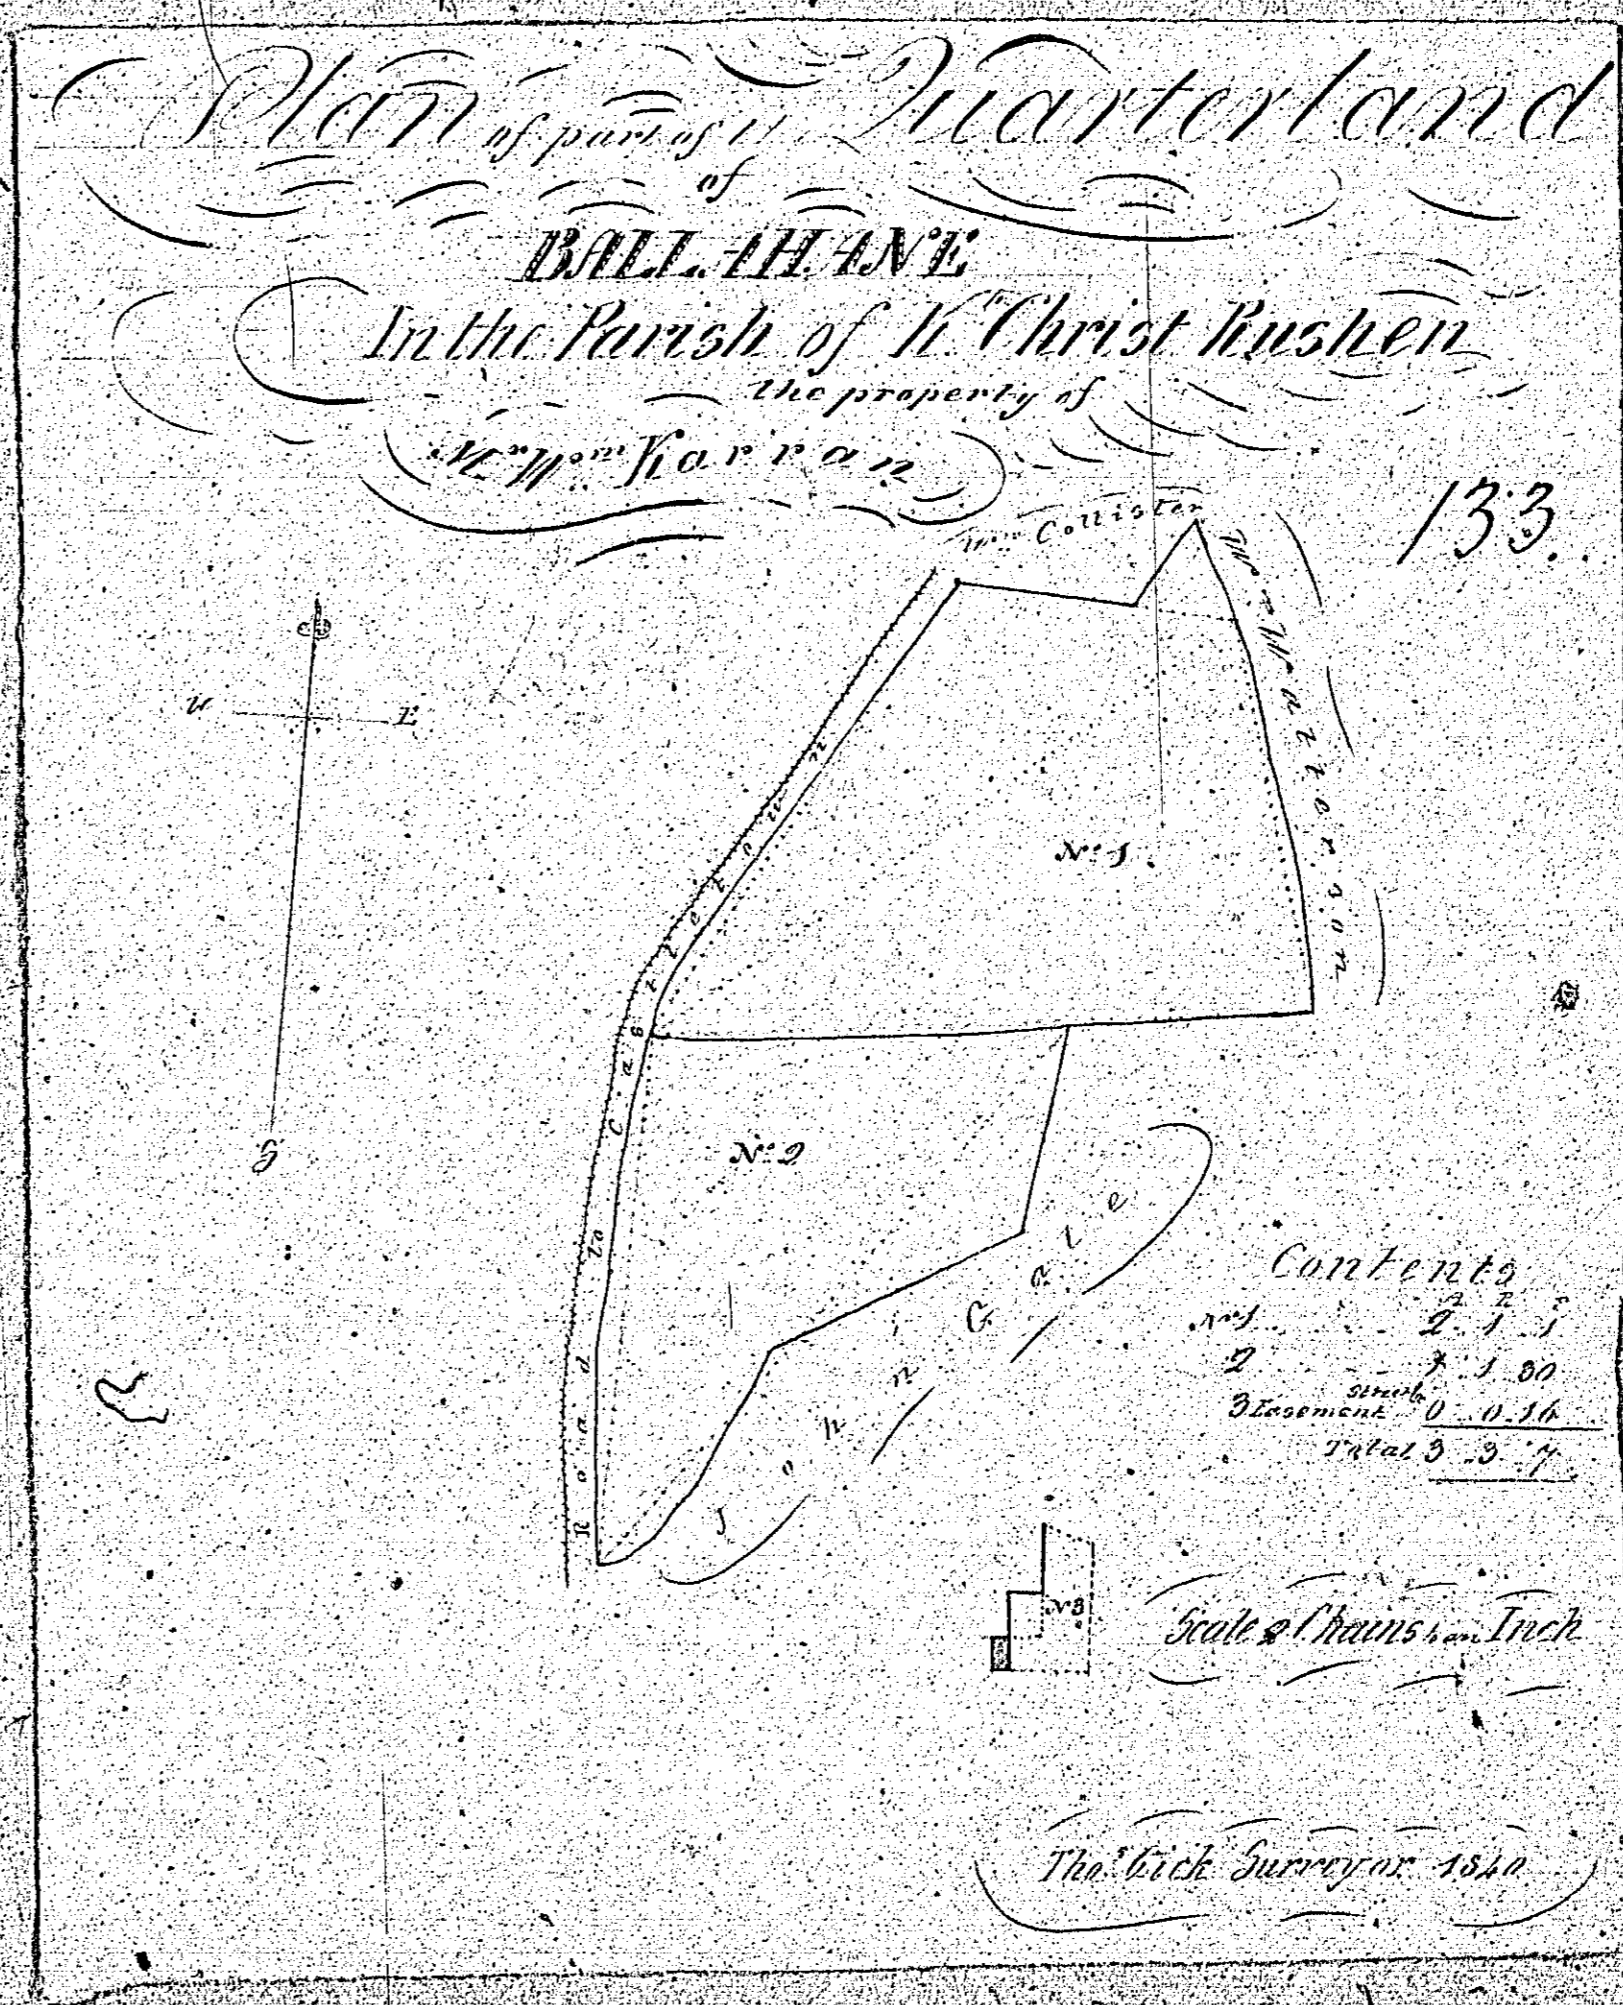 Plan of part of the Quarterland
of
BALLAHANE
In the Parish of K. Christ Rushen
the property of
Mr. Wm. Karran
133.
Wm. Collister
Mr. Watterson
W E
S
Road to Castletown
No. 1
No. 2
John Gale
Contents
A R P
No. 1 2 1 1
2 1 1 30
3 Easement 0 0 16
Total 3 3 7
No 3
Scale 2 Chains to an Inch
Thos. Gick Surveyor 1840